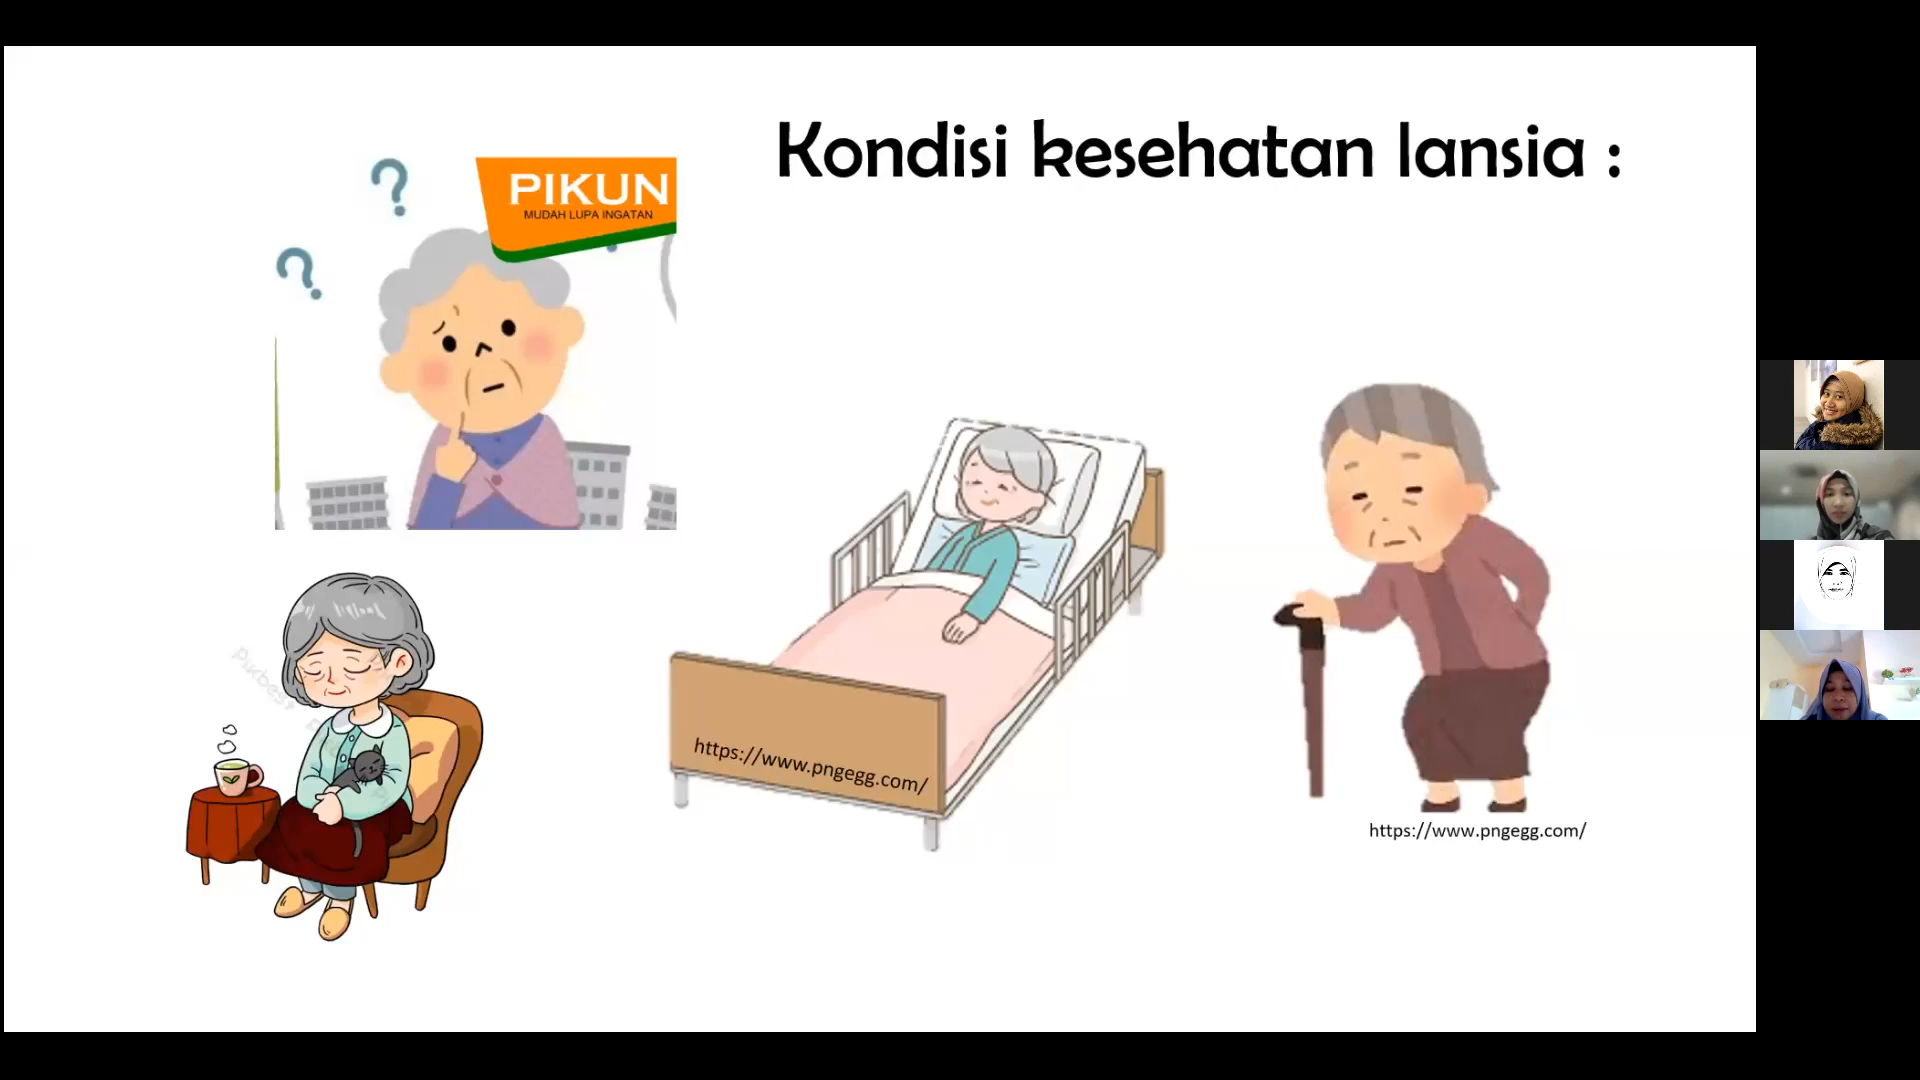 Kondisi kesehatan lansia :
PIKUN
MUDAH LUPA INGATAN
https://www.pngegg.com/
https://www.pngegg.com/